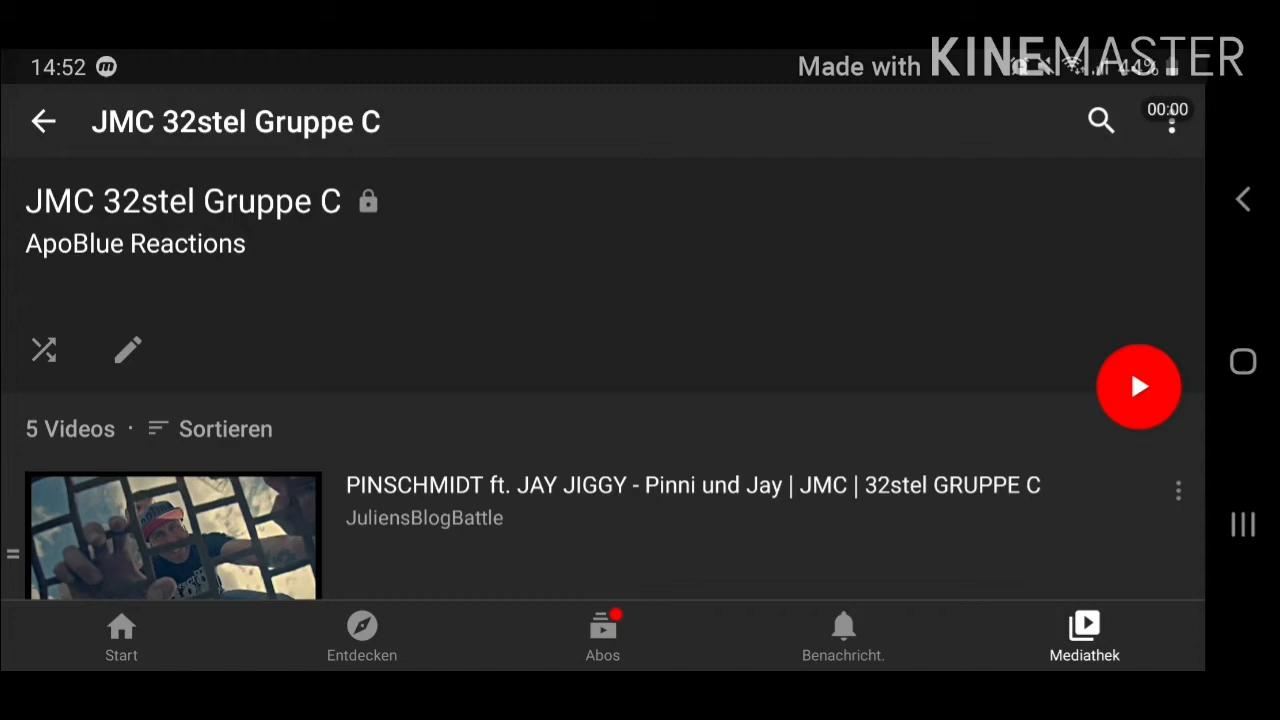 14:52
Made with KINEMASTER
44%
JMC 32stel Gruppe C
00:00
JMC 32stel Gruppe C
ApoBlue Reactions
5 Videos · Sortieren
PINSCHMIDT ft. JAY JIGGY - Pinni und Jay | JMC | 32stel GRUPPE C
JuliensBlogBattle
Start
Entdecken
Abos
Benachricht.
Mediathek